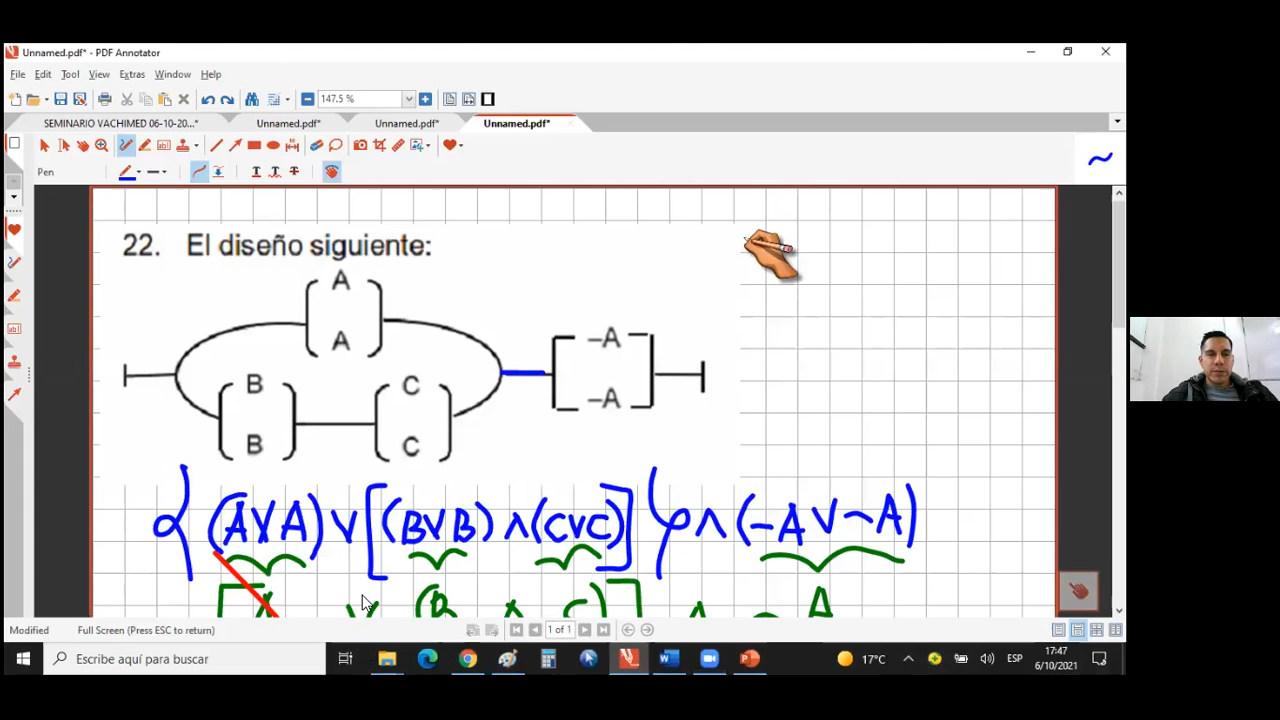 Unnamed.pdf* - PDF Annotator
File Edit Tool View Extras Window Help
147.5 %
SEMINARIO VACHIMED 06-10-20...* Unnamed.pdf* Unnamed.pdf* Unnamed.pdf*
Pen
22. El diseño siguiente:
A
A
B
B
C
C
–A
–A
{(A∨A) ∨ [(B∨B) ∧ (C∨C)]} ∧ (–A ∨ –A)
∨ (B ∧ C)] ∧ – A
Modified Full Screen (Press ESC to return) 1 of 1
Escribe aquí para buscar
17°C ESP
17:47
6/10/2021